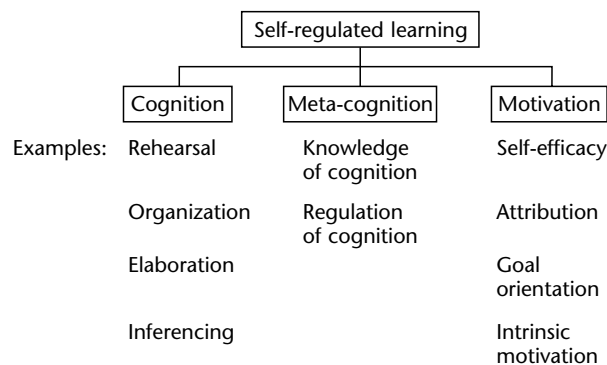 Self-regulated learning
Cognition
Meta-cognition
Motivation
Examples:
Rehearsal
Organization
Elaboration
Inferencing
Knowledge
of cognition
Regulation
of cognition
Self-efficacy
Attribution
Goal
orientation
Intrinsic
motivation